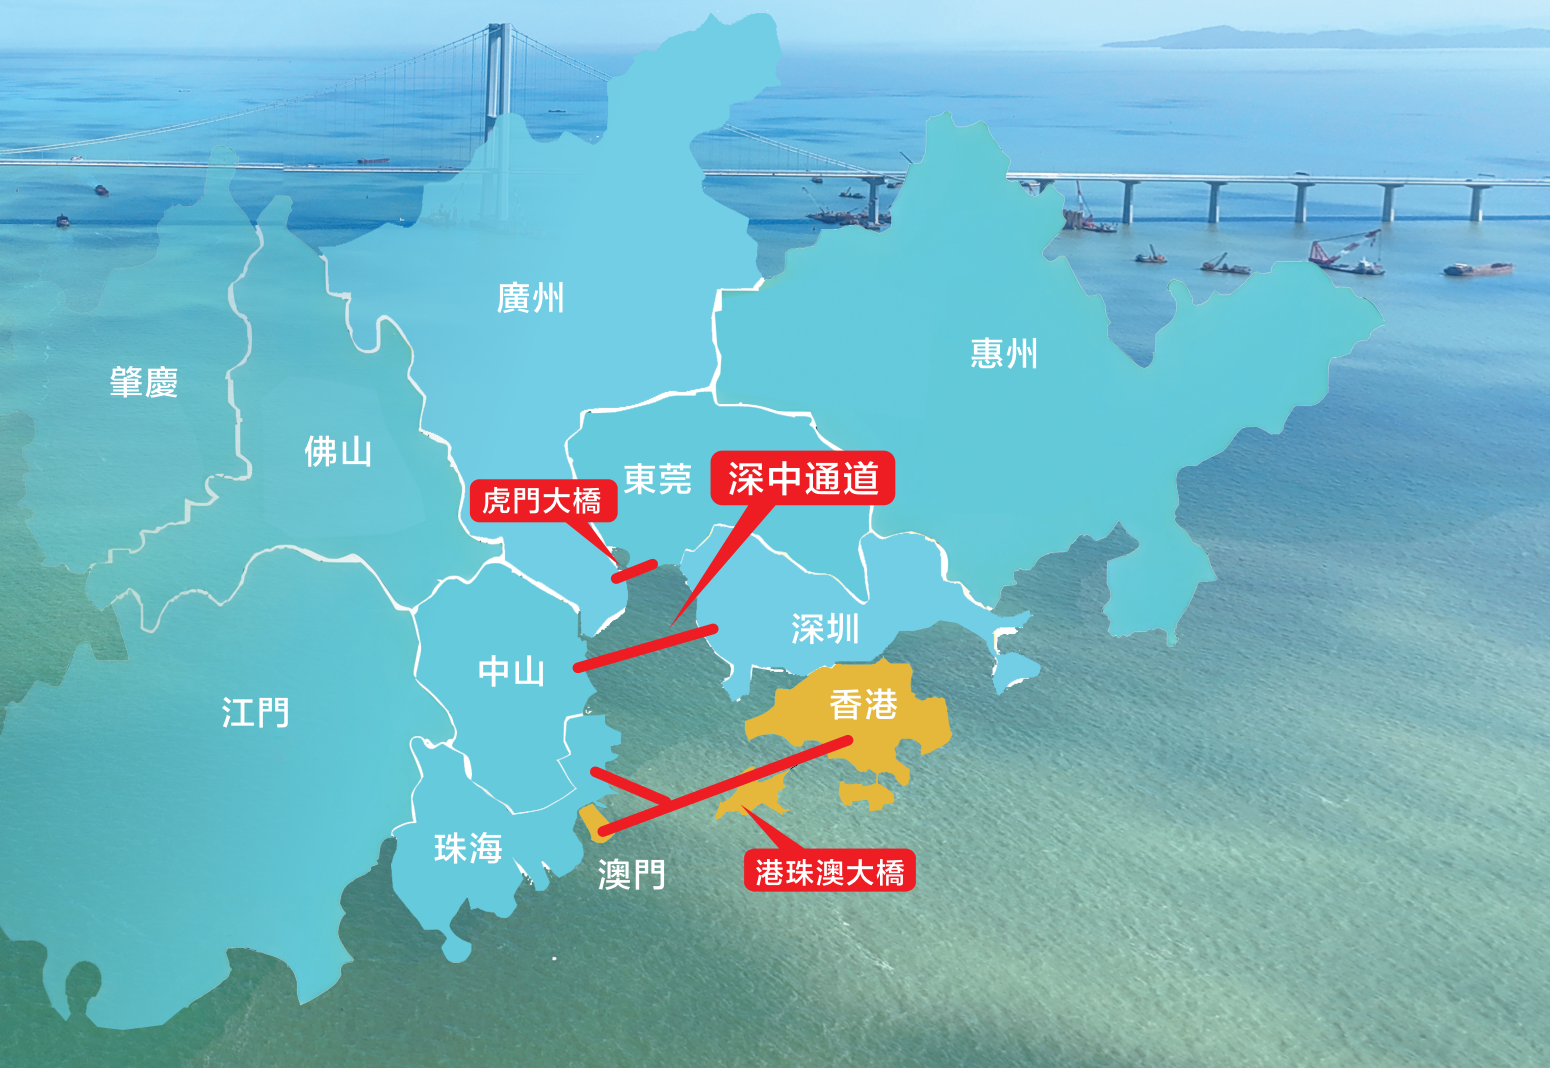 廣州
惠州
肇慶
佛山
東莞
深中通道
虎門大橋
深圳
中山
香港
江門
珠海
澳門
港珠澳大橋